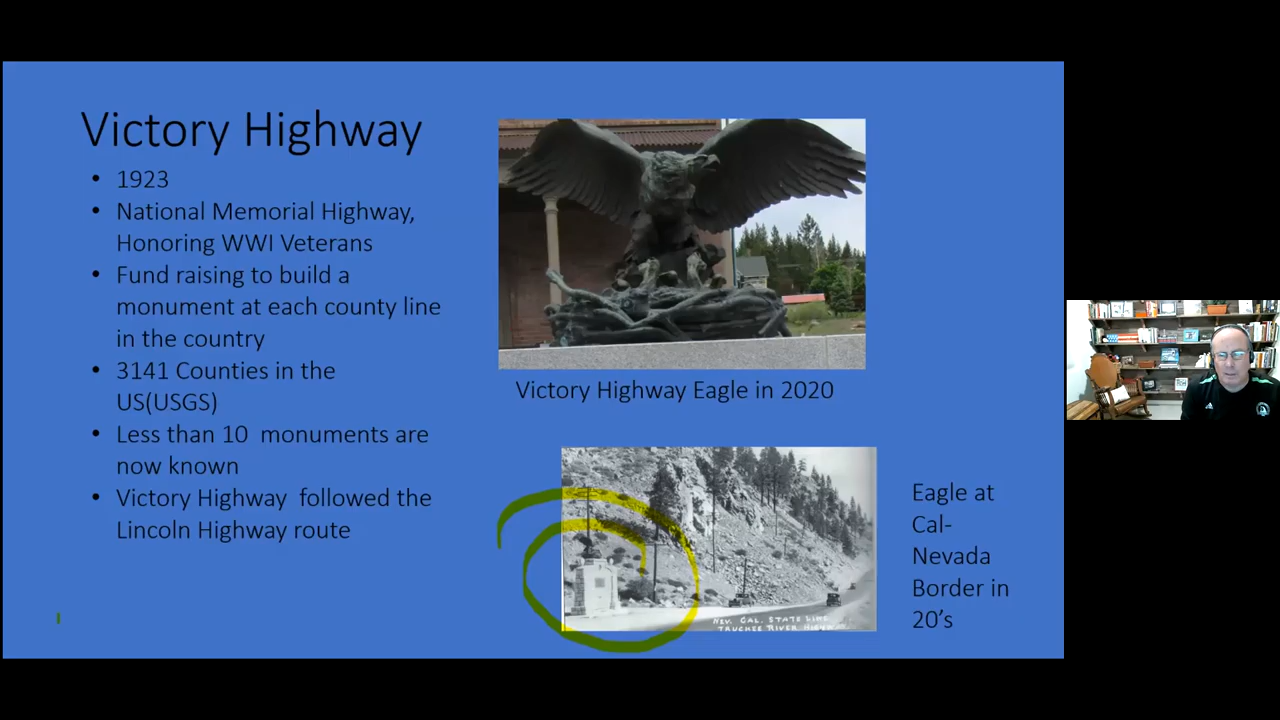 Victory Highway
• 1923
• National Memorial Highway,
Honoring WWI Veterans
• Fund raising to build a
monument at each county line
in the country
• 3141 Counties in the
US(USGS)
• Less than 10  monuments are
now known
• Victory Highway  followed the
Lincoln Highway route
Victory Highway Eagle in 2020
NEV. CAL. STATE LINE
TRUCKEE RIVER
Eagle at
Cal-
Nevada
Border in
20's